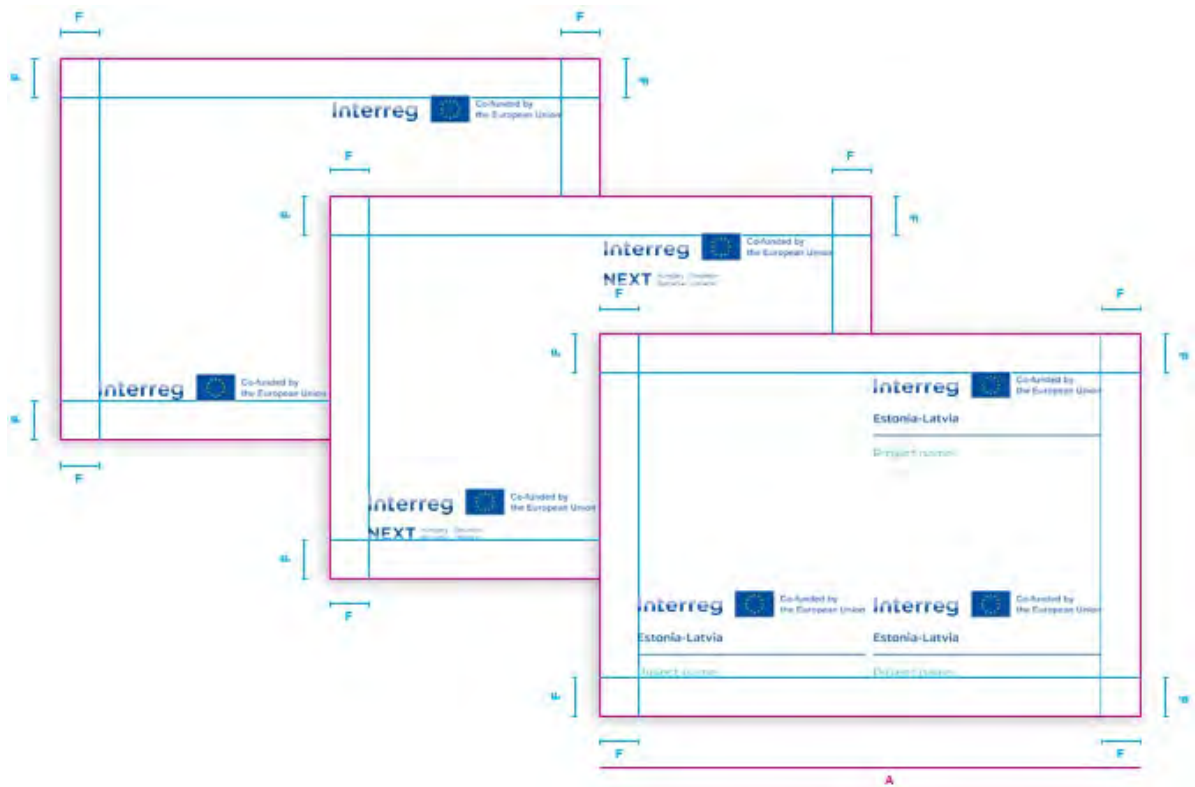 F F
F F
Interreg Co-funded by
the European Union
F F
F F
Interreg Co-funded by
the European Union
NEXT
F F
F F
Interreg Co-funded by
the European Union
Estonia-Latvia
Project name
Interreg Co-funded by
the European Union
F
F
Interreg Co-funded by
the European Union
NEXT
F
F
Interreg Co-funded by
the European Union
Estonia-Latvia
Project name
Interreg Co-funded by
the European Union
Estonia-Latvia
Project name
F F
F F
A